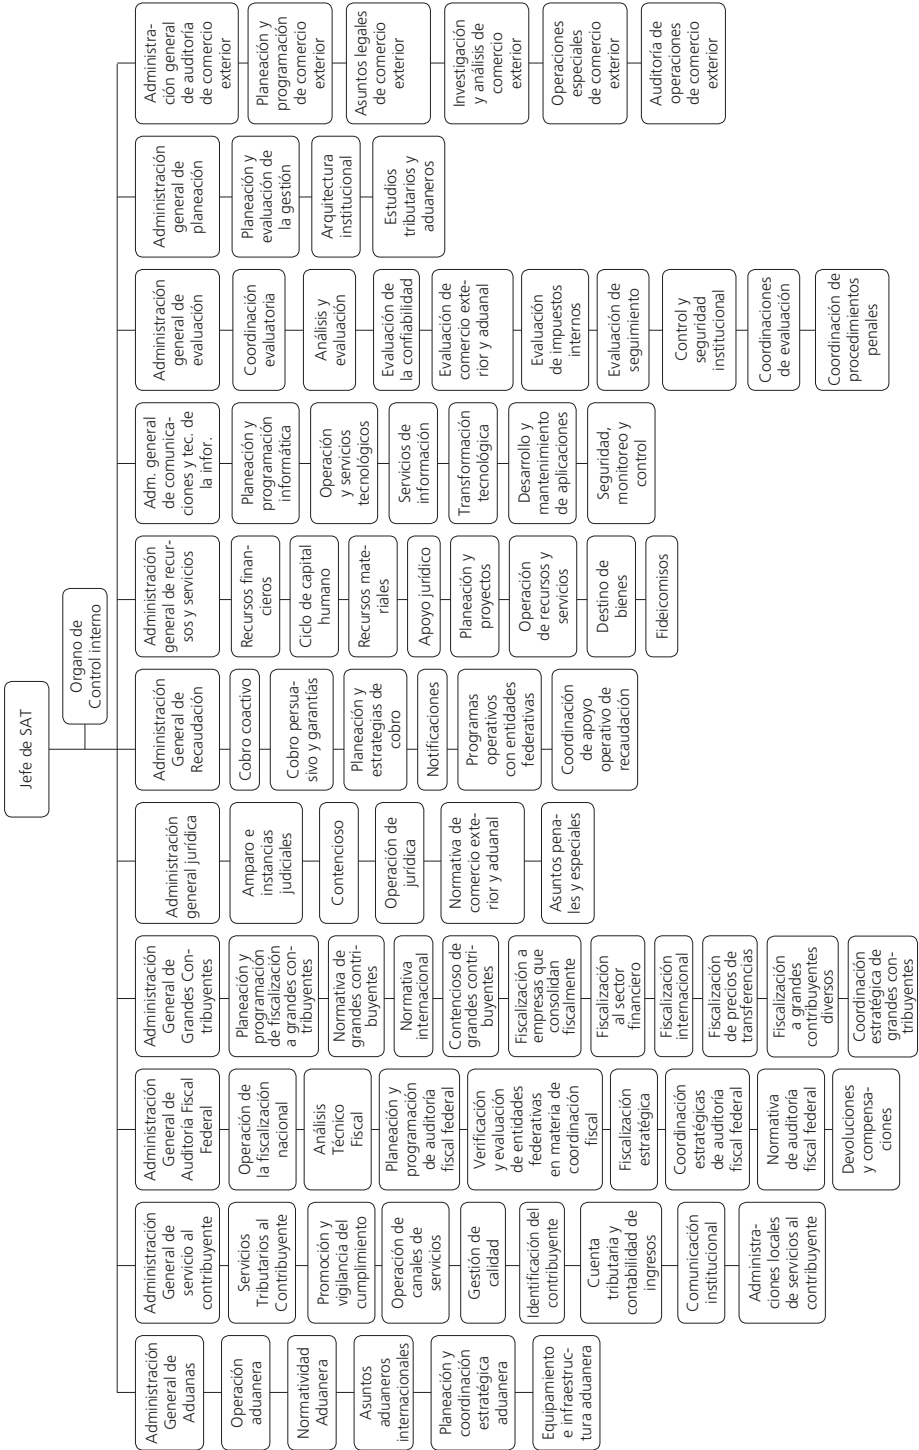 Jefe de SAT
Organo de
Control interno
Administración
General de
Aduanas
Operación
aduanera
Normatividad
Aduanera
Asuntos
aduaneros
internacionales
Planeación y
coordinación
estratégica
aduanera
Equipamiento
e infraestruc-
tura aduanera
Administración
General de
servicio al
contribuyente
Servicios
Tributarios al
Contribuyente
Promoción y
vigilancia del
cumplimiento
Operación de
canales de
servicios
Gestión de
calidad
Identificación del
contribuyente
Cuenta
tributaria y
contabilidad de
ingresos
Comunicación
institucional
Administra-
ciones locales
de servicios al
contribuyente
Administración
General de
Auditoría Fiscal
Federal
Operación de
la fiscalización
nacional
Análisis
Técnico
Fiscal
Planeación y
programación
de auditoría
fiscal federal
Verificación
y evaluación
de entidades
federativas
en materia de
coordinación
fiscal
Fiscalización
estratégica
Coordinación
estratégicas
de auditoría
fiscal federal
Normativa
de auditoría
fiscal federal
Devoluciones
y compensa-
ciones
Administración
General de
Grandes Con-
tribuyentes
Planeación y
programación
de fiscalización
a grandes con-
tribuyentes
Normativa de
grandes contri-
buyentes
Normativa
internacional
Contencioso de
grandes contri-
buyentes
Fiscalización a
empresas que
consolidan
fiscalmente
Fiscalización
al sector
financiero
Fiscalización
internacional
Fiscalización
de precios de
transferencias
Fiscalización
a grandes
contribuyentes
diversos
Coordinación
estratégica de
grandes con-
tribuyentes
Administración
general jurídica
Amparo e
instancias
judiciales
Contencioso
Operación de
jurídica
Normativa de
comercio exte-
rior y aduanal
Asuntos pena-
les y especiales
Administración
General de
Recaudación
Cobro coactivo
Cobro persua-
sivo y garantías
Planeación y
estrategias de
cobro
Notificaciones
Programas
operativos
con entidades
federativas
Coordinación
de apoyo
operativo de
recaudación
Administración
general de recur-
sos y servicios
Recursos finan-
cieros
Ciclo de capital
humano
Recursos mate-
riales
Apoyo jurídico
Planeación y
proyectos
Operación
de recursos y
servicios
Destino de
bienes
Fideicomisos
Adm. general
de comunica-
ciones y tec. de
la infor.
Planeación y
programación
informática
Operación
y servicios
tecnológicos
Servicios de
información
Transformación
tecnológica
Desarrollo y
mantenimiento
de aplicaciones
Seguridad,
monitoreo y
control
Administración
general de
evaluación
Coordinación
evaluatoria
Análisis y
evaluación
Evaluación de
la confiabilidad
Evaluación de
comercio exte-
rior y aduanal
Evaluación
de impuestos
internos
Evaluación de
seguimiento
Control y
seguridad
institucional
Coordinaciones
de evaluación
Coordinación de
procedimientos
penales
Administración
general de
planeación
Planeación y
evaluación de
la gestión
Arquitectura
institucional
Estudios
tributarios y
aduaneros
Administra-
ción general
de auditoría
de comercio
exterior
Planeación y
programación
de comercio
exterior
Asuntos legales
de comercio
exterior
Investigación
y análisis de
comercio
exterior
Operaciones
especiales
de comercio
exterior
Auditoría de
operaciones
de comercio
exterior